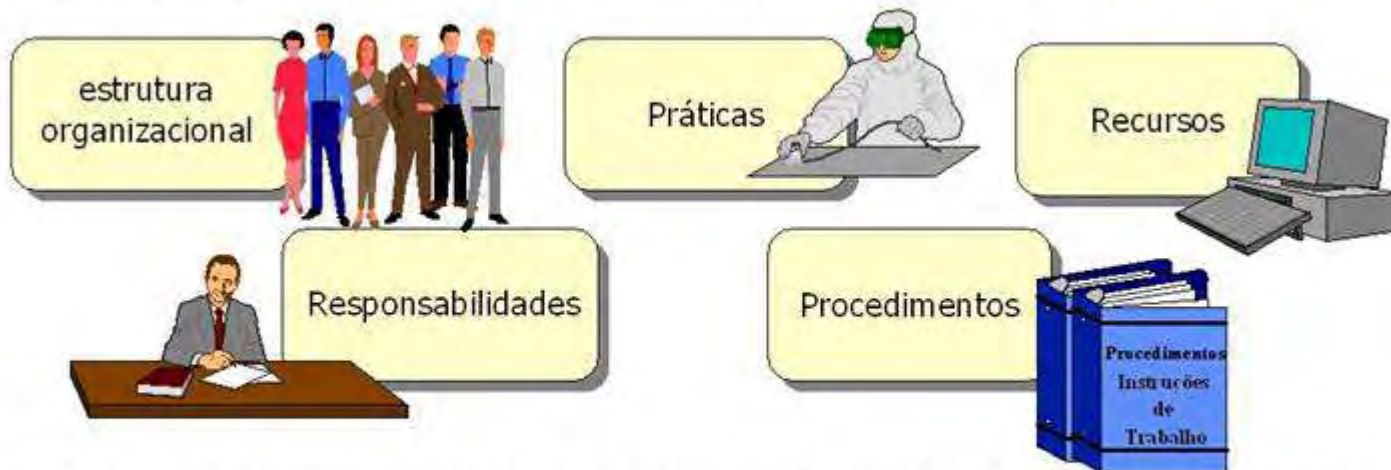 estrutura
organizacional
Práticas
Recursos
Responsabilidades
Procedimentos
Procedimentos
Instruções
de
Trabalho